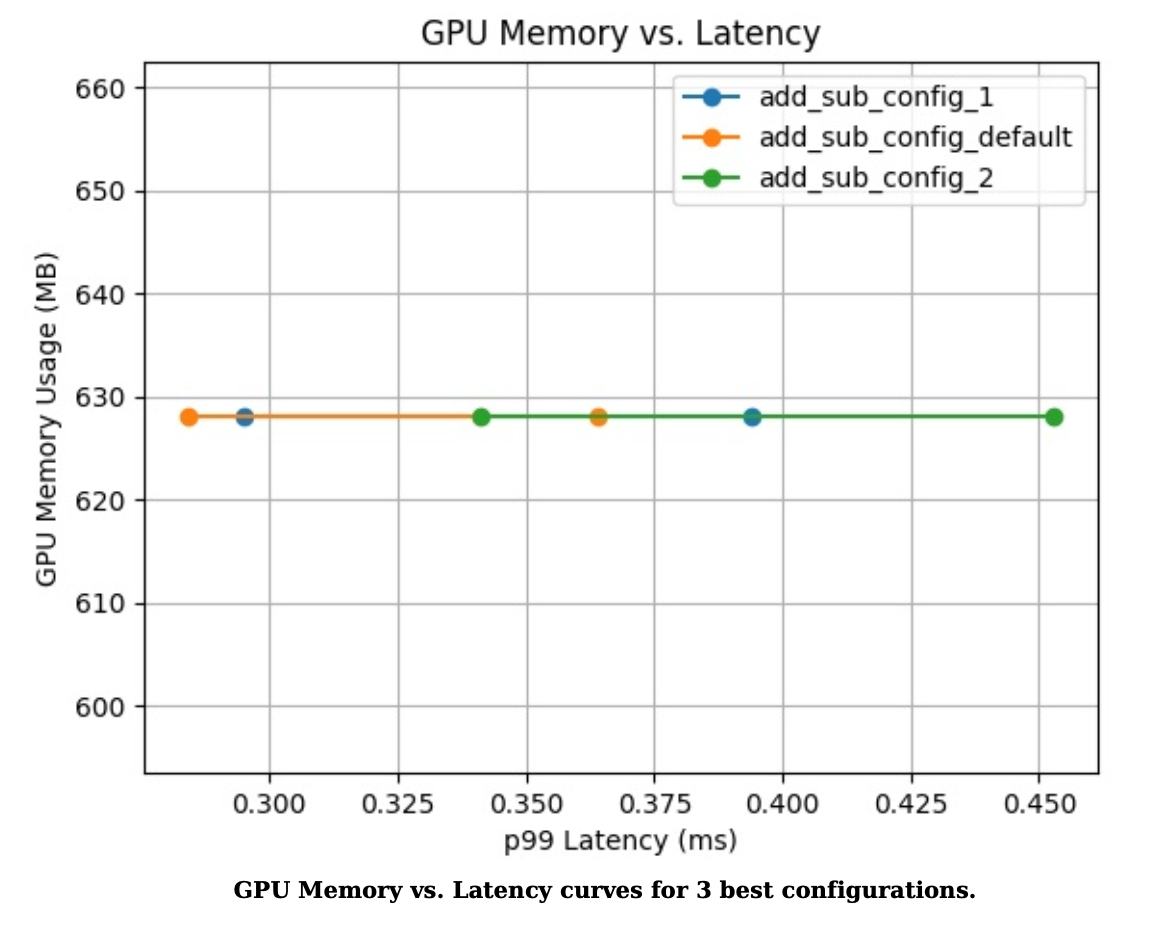 GPU Memory vs. Latency
add_sub_config_1
add_sub_config_default
add_sub_config_2
660
650
640
630
620
610
600
GPU Memory Usage (MB)
0.300 0.325 0.350 0.375 0.400 0.425 0.450
p99 Latency (ms)
GPU Memory vs. Latency curves for 3 best configurations.